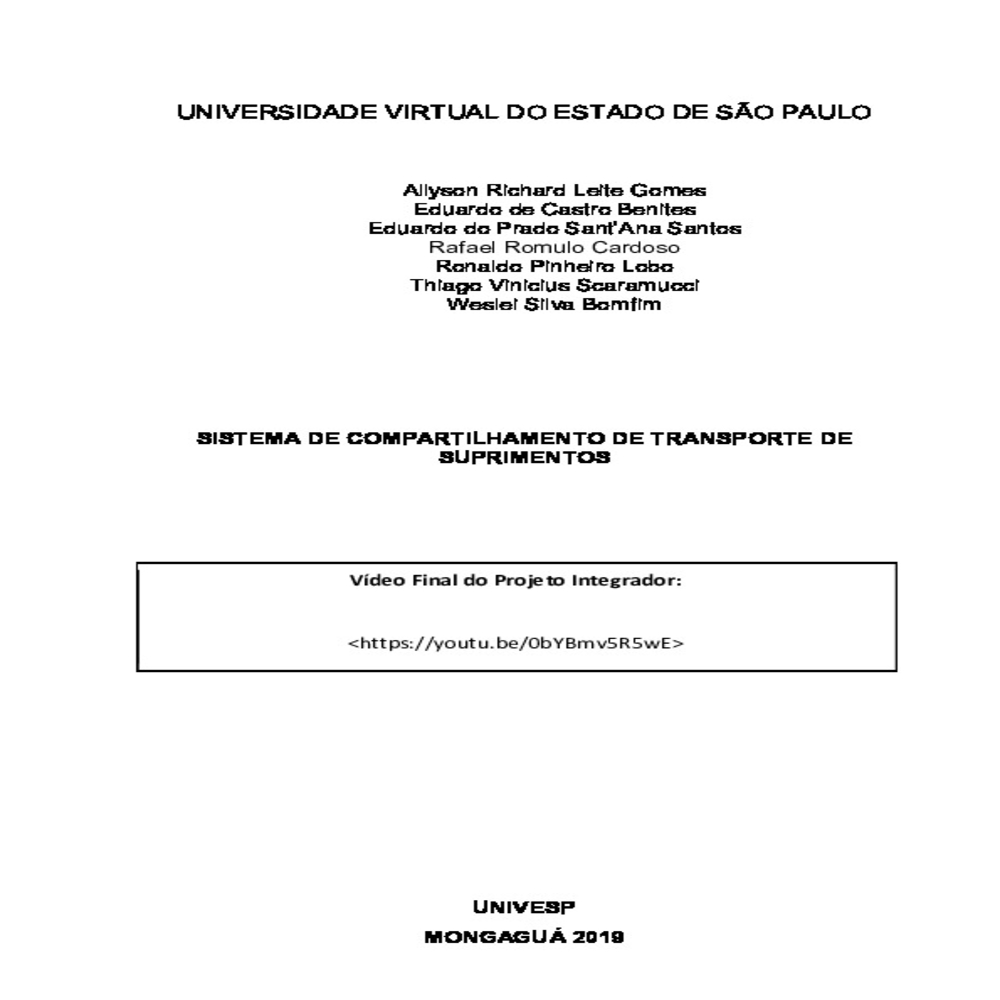 UNIVERSIDADE VIRTUAL DO ESTADO DE SÃO PAULO
Allyson Richard Leite Gomes
Eduardo de Castro Benites
Eduardo do Prado Sant'Ana Santos
Rafael Romulo Cardoso
Ronaldo Pinheiro Lobo
Thiago Vinicius Scaramucci
Weslei Silva Bomfim
SISTEMA DE COMPARTILHAMENTO DE TRANSPORTE DE
SUPRIMENTOS
Vídeo Final do Projeto Integrador:
<https://youtu.be/0bYBmv5R5wE>
UNIVESP
MONGAGUÁ 2019